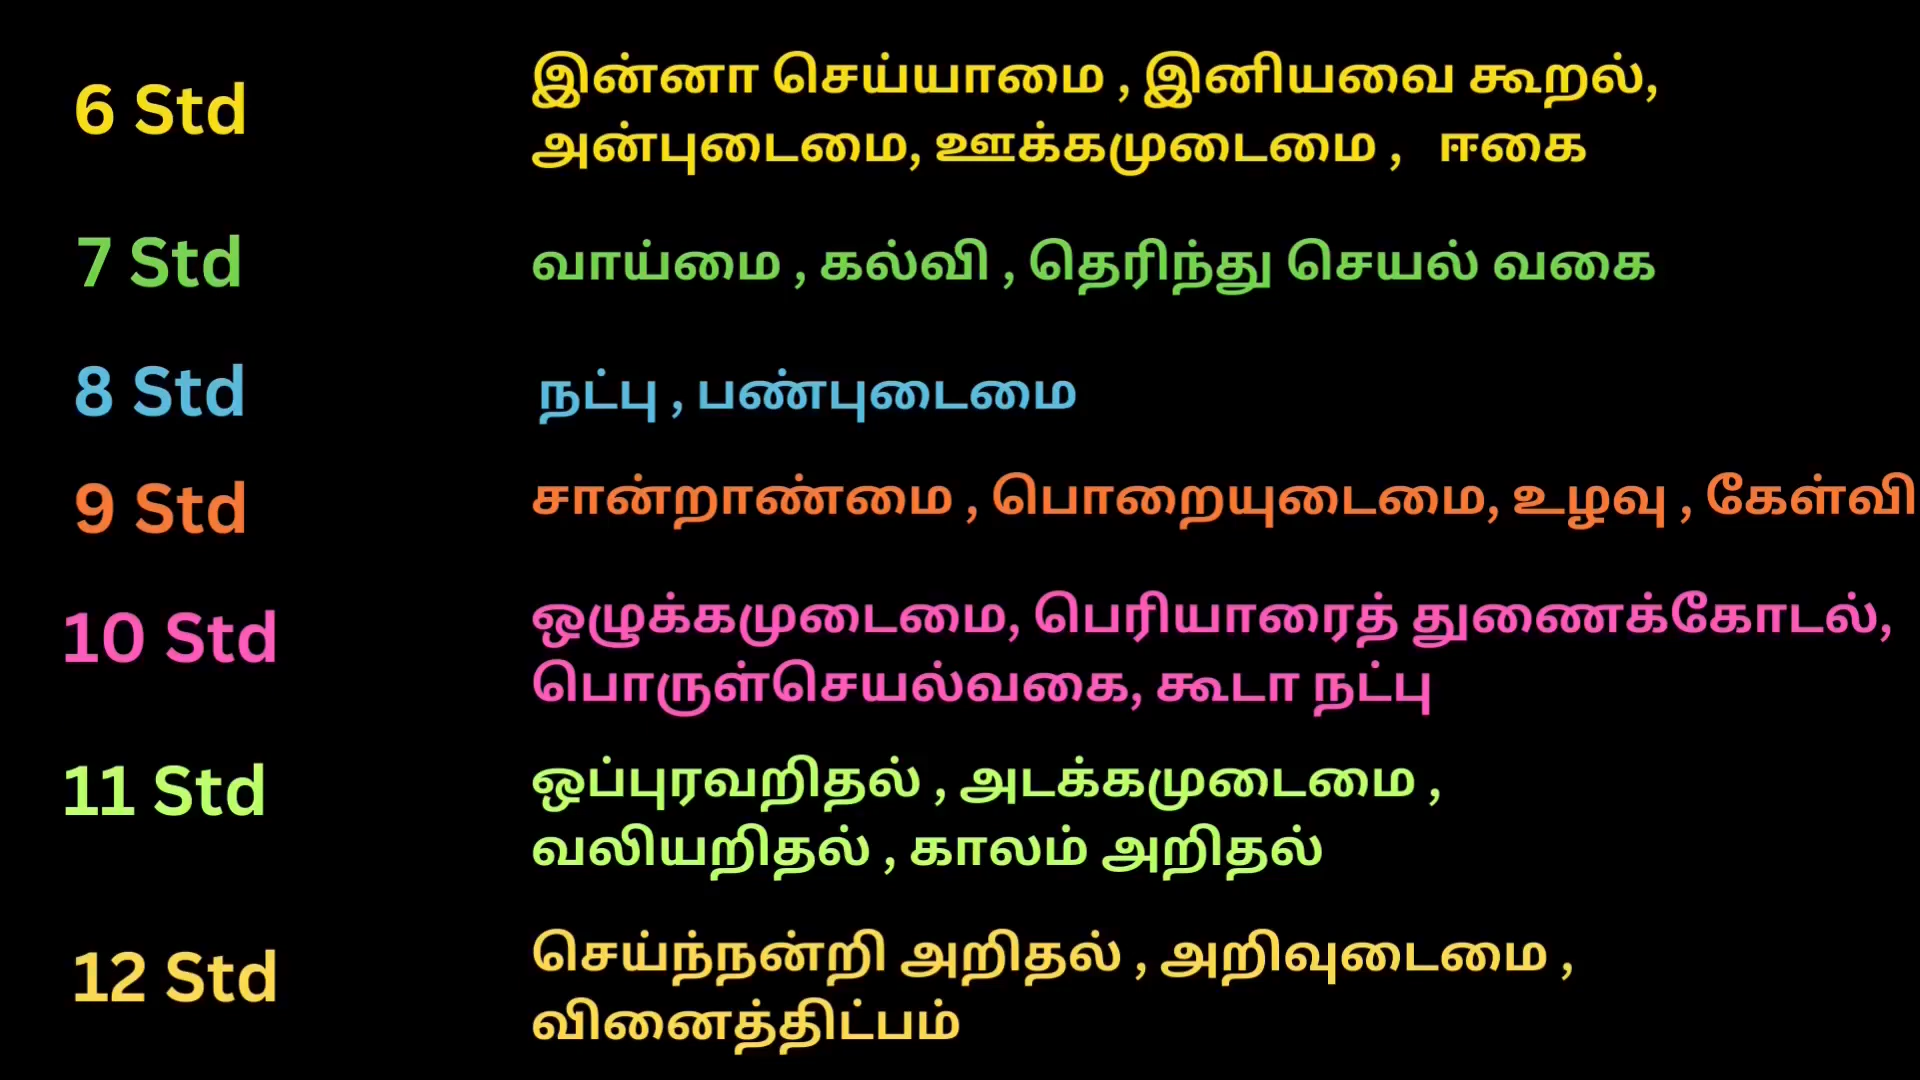 6 Std
இன்னா செய்யாமை , இனியவை கூறல்,
அன்புடைமை, ஊக்கமுடைமை , ஈகை
7 Std
வாய்மை , கல்வி , தெரிந்து செயல் வகை
8 Std
நட்பு , பண்புடைமை
9 Std
சான்றாண்மை , பொறையுடைமை, உழவு , கேள்வி
10 Std
ஒழுக்கமுடைமை, பெரியாரைத் துணைக்கோடல்,
பொருள்செயல்வகை, கூடா நட்பு
11 Std
ஒப்புரவறிதல் , அடக்கமுடைமை ,
வலியறிதல் , காலம் அறிதல்
12 Std
செய்ந்நன்றி அறிதல் , அறிவுடைமை ,
வினைத்திட்பம்